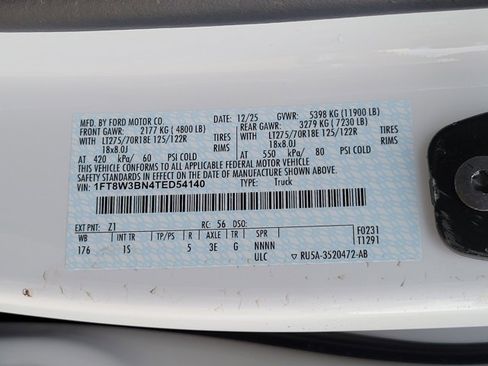 MFD. BY FORD MOTOR CO. DATE: 12/25 GVWR: 5398 KG (11900 LB)
FRONT GAWR: 2177 KG (4800 LB) REAR GAWR: 3279 KG (7230 LB)
LT275/70R18E 125/122R TIRES LT275/70R18E 125/122R TIRES
18x8.0J RIMS 18x8.0J RIMS
AT 420 kPa/ 60 PSI COLD AT 550 kPa/ 80 PSI COLD
THIS VEHICLE CONFORMS TO ALL APPLICABLE FEDERAL MOTOR VEHICLE
SAFETY STANDARDS IN EFFECT ON THE DATE OF MANUFACTURE SHOWN ABOVE.
VIN: 1FT8W3BN4TED54140 TYPE: Truck
EXT PNT: Z1 RC: 56 DSO: F0231
WB INT TR TP/PS R AXLE TR SPR T1291
176 1S 5 3E G NNNN
ULC ▽ RU5A-3520472-AB